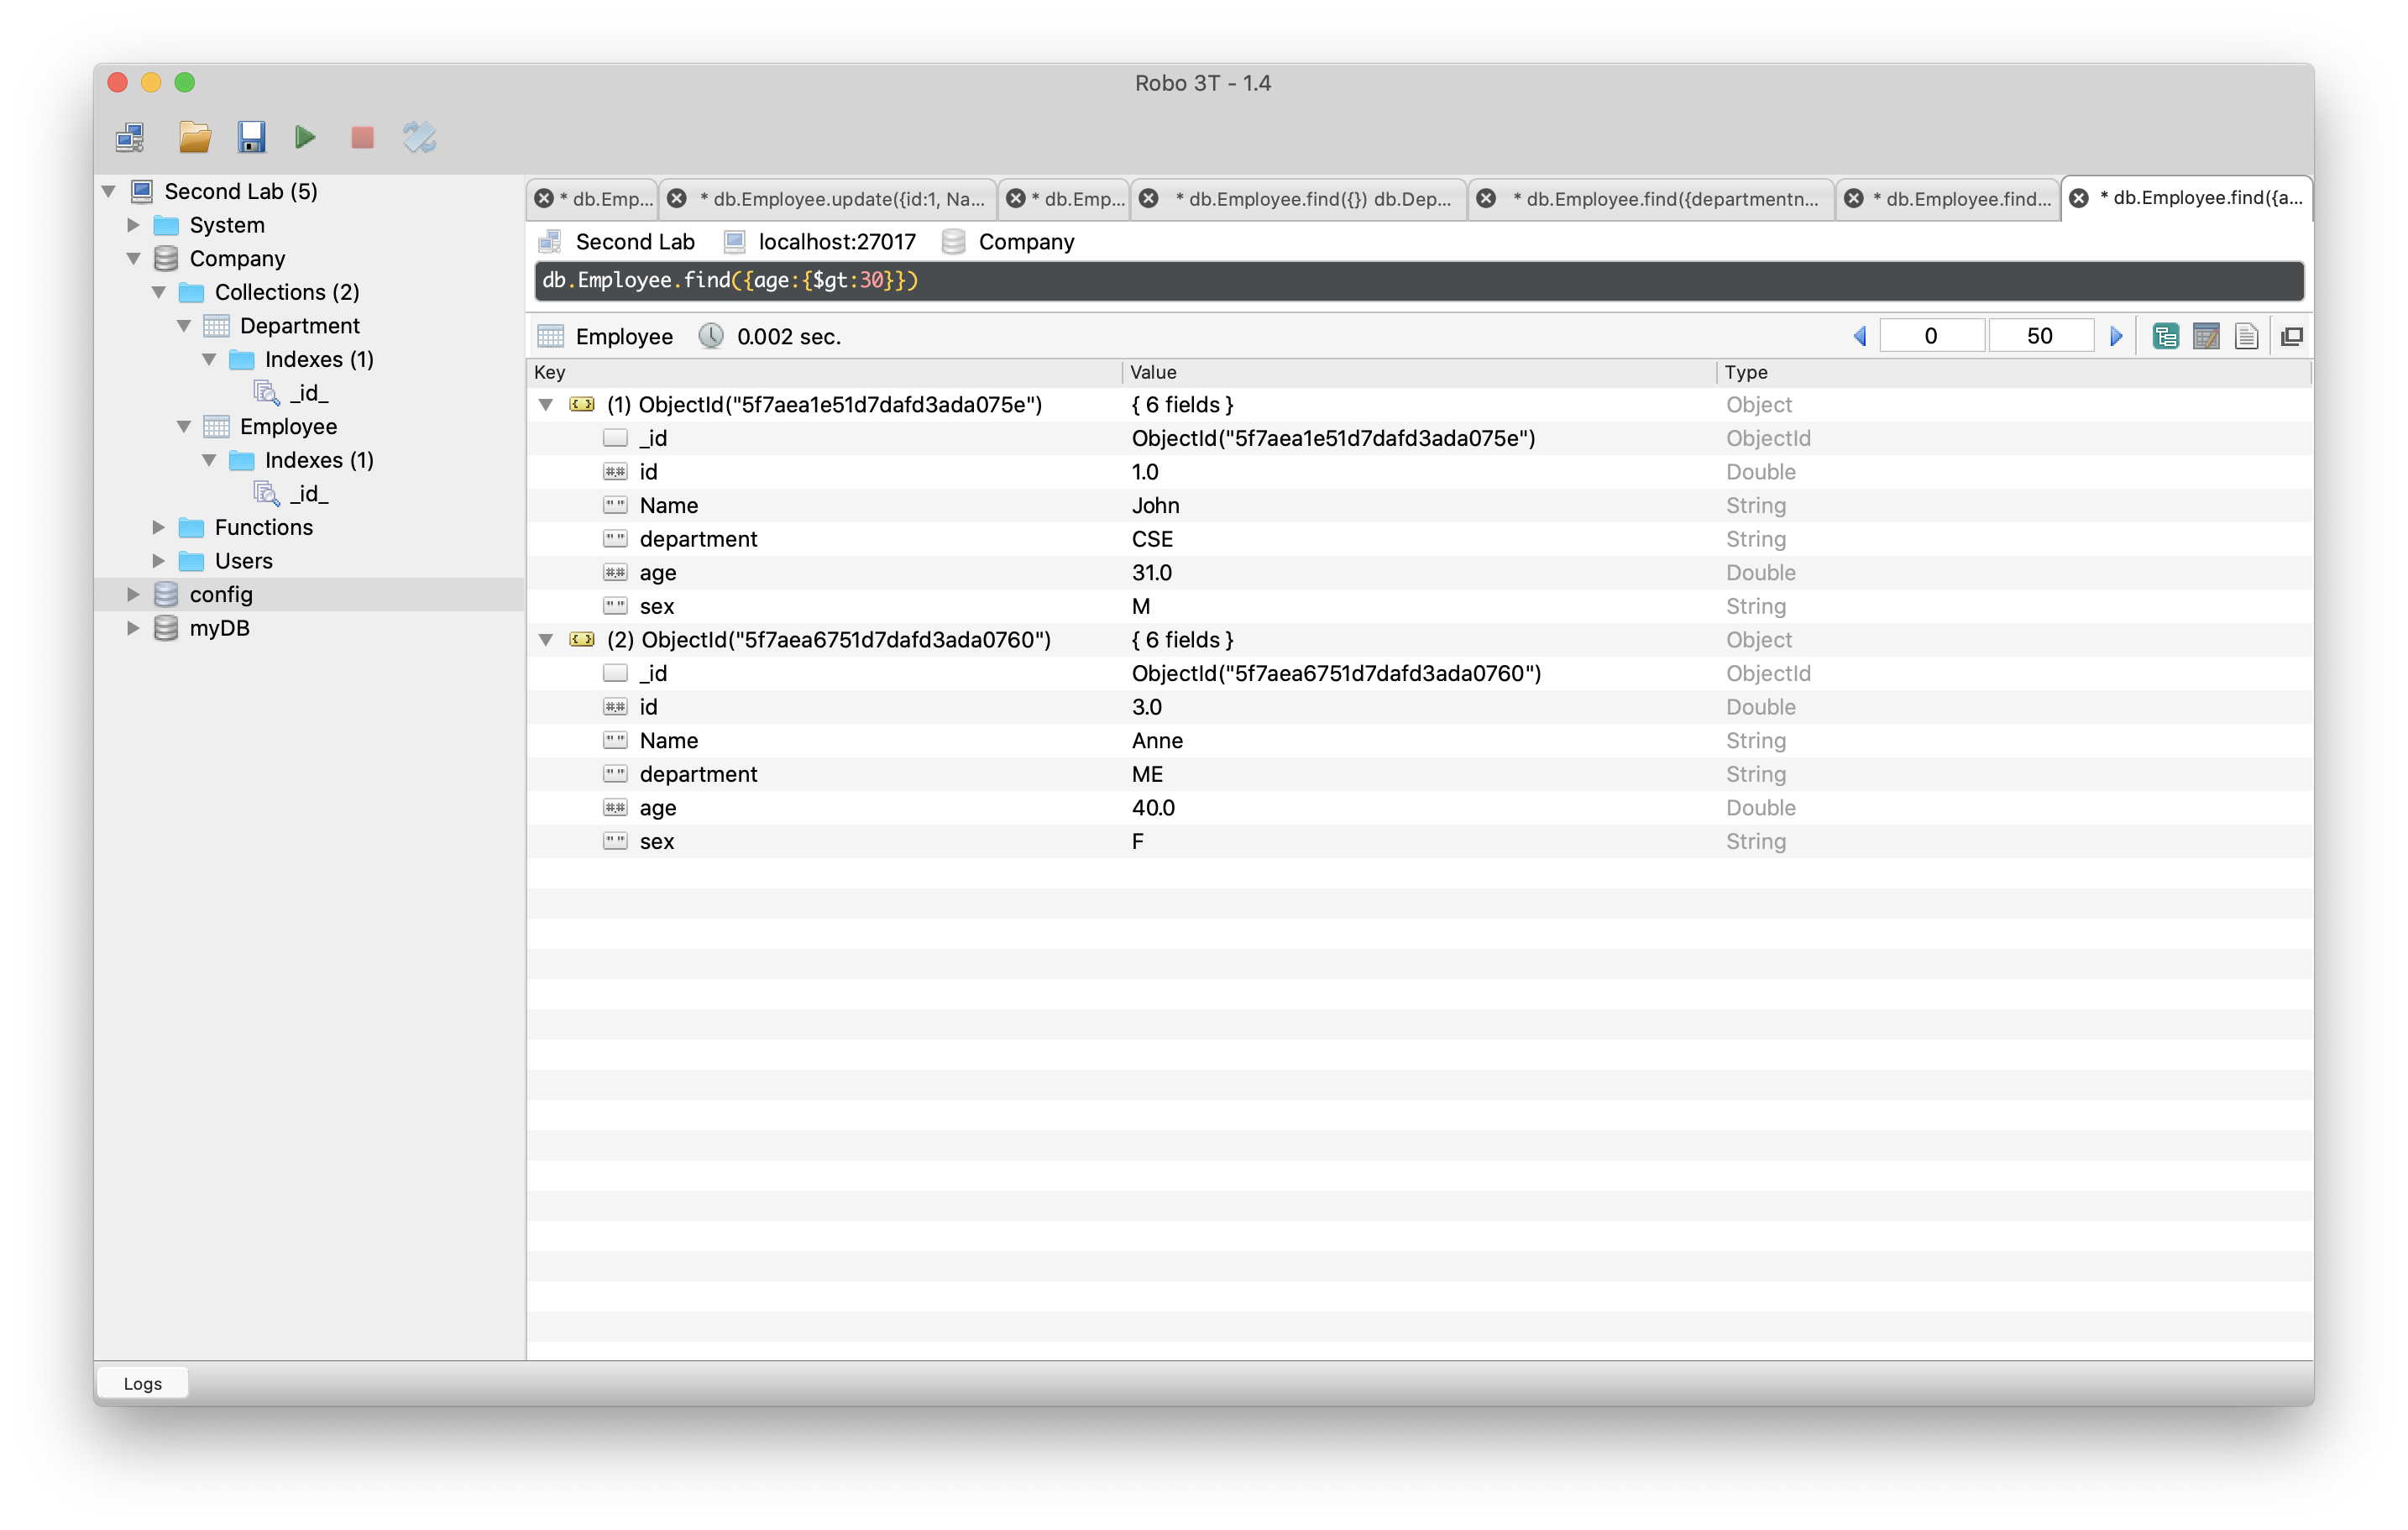 Robo 3T - 1.4
Second Lab (5)
System
Company
Collections (2)
Department
Indexes (1)
_id_
Employee
Indexes (1)
_id_
Functions
Users
config
myDB
* db.Emp... * db.Employee.update({id:1, Na... * db.Emp... * db.Employee.find({}) db.Dep... * db.Employee.find({departmentn... * db.Employee.find... * db.Employee.find({a...
Second Lab localhost:27017 Company
db.Employee.find({age:{$gt:30}})
Employee 0.002 sec. 0 50
Key Value Type
(1) ObjectId("5f7aea1e51d7dafd3ada075e") { 6 fields } Object
_id ObjectId("5f7aea1e51d7dafd3ada075e") ObjectId
id 1.0 Double
Name John String
department CSE String
age 31.0 Double
sex M String
(2) ObjectId("5f7aea6751d7dafd3ada0760") { 6 fields } Object
_id ObjectId("5f7aea6751d7dafd3ada0760") ObjectId
id 3.0 Double
Name Anne String
department ME String
age 40.0 Double
sex F String
Logs